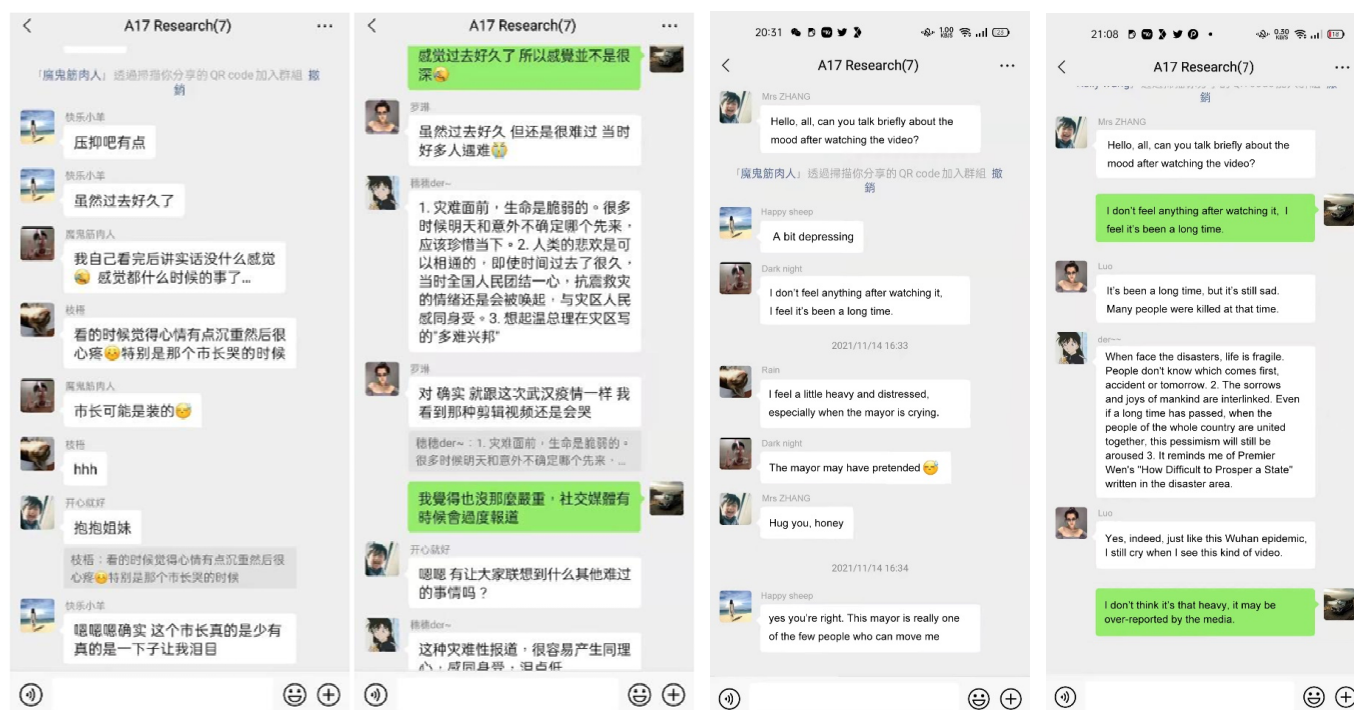 A17 Research(7)
「魔鬼筋肉人」透過掃描你分享的 QR code 加入群組 撤
銷
快乐小羊
压抑吧有点
快乐小羊
虽然过去好久了
魔鬼筋肉人
我自己看完后讲实话没什么感觉
感觉都什么时候的事了...
枝梧
看的时候觉得心情有点沉重然后很
心疼特别是那个市长哭的时候
魔鬼筋肉人
市长可能是装的
枝梧
hhh
开心就好
抱抱姐妹
枝梧：看的时候觉得心情有点沉重然后很
心疼特别是那个市长哭的时候
快乐小羊
嗯嗯嗯确实 这个市长真的是少有
真的是一下子让我泪目
A17 Research(7)
感觉过去好久了 所以感覺並不是很
深
罗琳
虽然过去好久 但还是很难过 当时
好多人遇难
穗穗der~
1. 灾难面前，生命是脆弱的。很多
时候明天和意外不确定哪个先来，
应该珍惜当下。2. 人类的悲欢是可
以相通的，即使时间过去了很久，
当时全国人民团结一心，抗震救灾
的情绪还是会被唤起，与灾区人民
感同身受。3. 想起温总理在灾区写
的"多难兴邦"
罗琳
对 确实 就跟这次武汉疫情一样 我
看到那种剪辑视频还是会哭
穗穗der~：1. 灾难面前，生命是脆弱的。
很多时候明天和意外不确定哪个先来，...
我覺得也沒那麼嚴重，社交媒體有
時候會過度報道
开心就好
嗯嗯 有让大家联想到什么其他难过
的事情吗？
穗穗der~
这种灾难性报道，很容易产生同理
心，感同身受，泪点低
20:31
1.00 KB/S
23
A17 Research(7)
Mrs ZHANG
Hello, all, can you talk briefly about the
mood after watching the video?
「魔鬼筋肉人」透過掃描你分享的 QR code 加入群組 撤
銷
Happy sheep
A bit depressing
Dark night
I don't feel anything after watching it,
I feel it's been a long time.
2021/11/14 16:33
Rain
I feel a little heavy and distressed,
especially when the mayor is crying.
Dark night
The mayor may have pretended
Mrs ZHANG
Hug you, honey
2021/11/14 16:34
Happy sheep
yes you're right. This mayor is really one
of the few people who can move me
21:08
0.30 KB/S
18
A17 Research(7)
銷
Mrs ZHANG
Hello, all, can you talk briefly about the
mood after watching the video?
I don't feel anything after watching it, I
feel it's been a long time.
Luo
It's been a long time, but it's still sad.
Many people were killed at that time.
der~~
When face the disasters, life is fragile.
People don't know which comes first,
accident or tomorrow. 2. The sorrows
and joys of mankind are interlinked. Even
if a long time has passed, when the
people of the whole country are united
together, this pessimism will still be
aroused 3. It reminds me of Premier
Wen's "How Difficult to Prosper a State"
written in the disaster area.
Luo
Yes, indeed, just like this Wuhan epidemic,
I still cry when I see this kind of video.
I don't think it's that heavy, it may be
over-reported by the media.